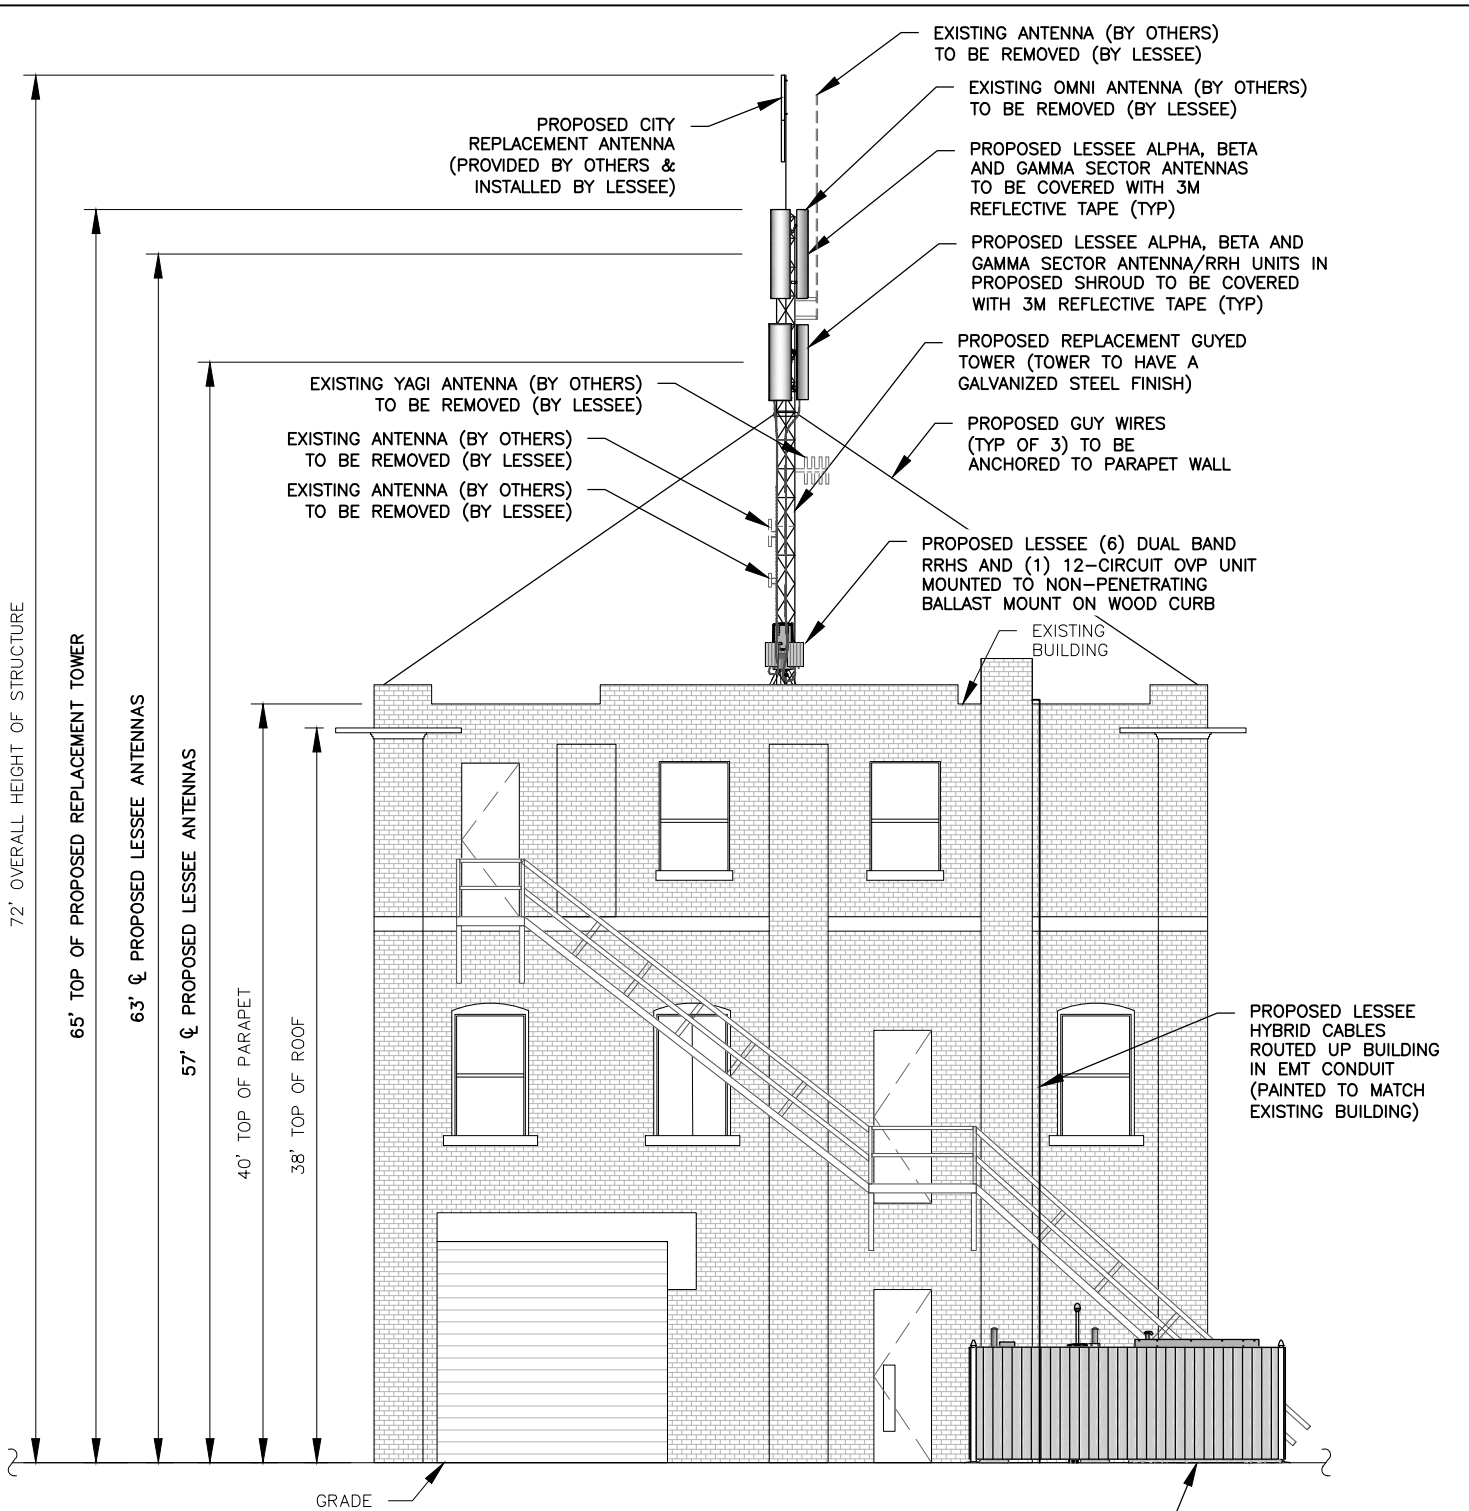 EXISTING ANTENNA (BY OTHERS)
TO BE REMOVED (BY LESSEE)
EXISTING OMNI ANTENNA (BY OTHERS)
TO BE REMOVED (BY LESSEE)
PROPOSED CITY
REPLACEMENT ANTENNA
(PROVIDED BY OTHERS &
INSTALLED BY LESSEE)
PROPOSED LESSEE ALPHA, BETA
AND GAMMA SECTOR ANTENNAS
TO BE COVERED WITH 3M
REFLECTIVE TAPE (TYP)
PROPOSED LESSEE ALPHA, BETA AND
GAMMA SECTOR ANTENNA/RRH UNITS IN
PROPOSED SHROUD TO BE COVERED
WITH 3M REFLECTIVE TAPE (TYP)
PROPOSED REPLACEMENT GUYED
TOWER (TOWER TO HAVE A
GALVANIZED STEEL FINISH)
EXISTING YAGI ANTENNA (BY OTHERS)
TO BE REMOVED (BY LESSEE)
PROPOSED GUY WIRES
(TYP OF 3) TO BE
ANCHORED TO PARAPET WALL
EXISTING ANTENNA (BY OTHERS)
TO BE REMOVED (BY LESSEE)
EXISTING ANTENNA (BY OTHERS)
TO BE REMOVED (BY LESSEE)
PROPOSED LESSEE (6) DUAL BAND
RRHS AND (1) 12-CIRCUIT OVP UNIT
MOUNTED TO NON-PENETRATING
BALLAST MOUNT ON WOOD CURB
EXISTING
BUILDING
72' OVERALL HEIGHT OF STRUCTURE
65' TOP OF PROPOSED REPLACEMENT TOWER
63' ℄ PROPOSED LESSEE ANTENNAS
57' ℄ PROPOSED LESSEE ANTENNAS
40' TOP OF PARAPET
38' TOP OF ROOF
PROPOSED LESSEE
HYBRID CABLES
ROUTED UP BUILDING
IN EMT CONDUIT
(PAINTED TO MATCH
EXISTING BUILDING)
GRADE